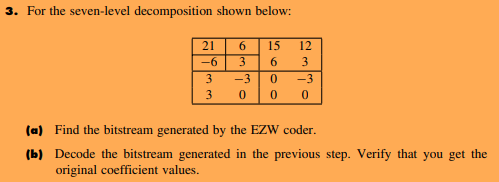 3. For the seven-level decomposition shown below:
21 6 15 12
−6 3 6 3
3 −3 0 −3
3 0 0 0
(a) Find the bitstream generated by the EZW coder.
(b) Decode the bitstream generated in the previous step. Verify that you get the
original coefficient values.